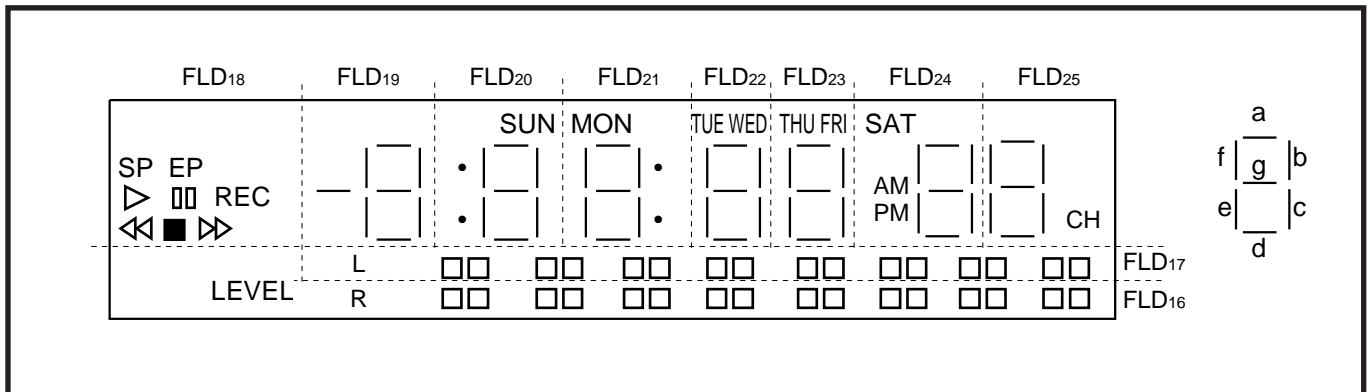 FLD18 FLD19 FLD20 FLD21 FLD22 FLD23 FLD24 FLD25
SUN MON TUE WED THU FRI SAT
SP EP
REC
AM
PM
CH
L FLD17
LEVEL R FLD16
a
f g b
e c
d